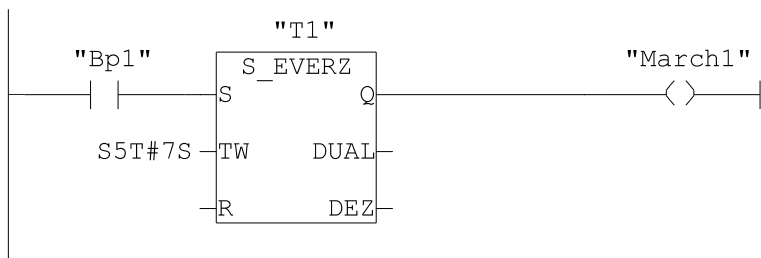 "T1"
"Bp1"
S_EVERZ
"March1"
S
Q
S5T#7S
TW
DUAL
R
DEZ